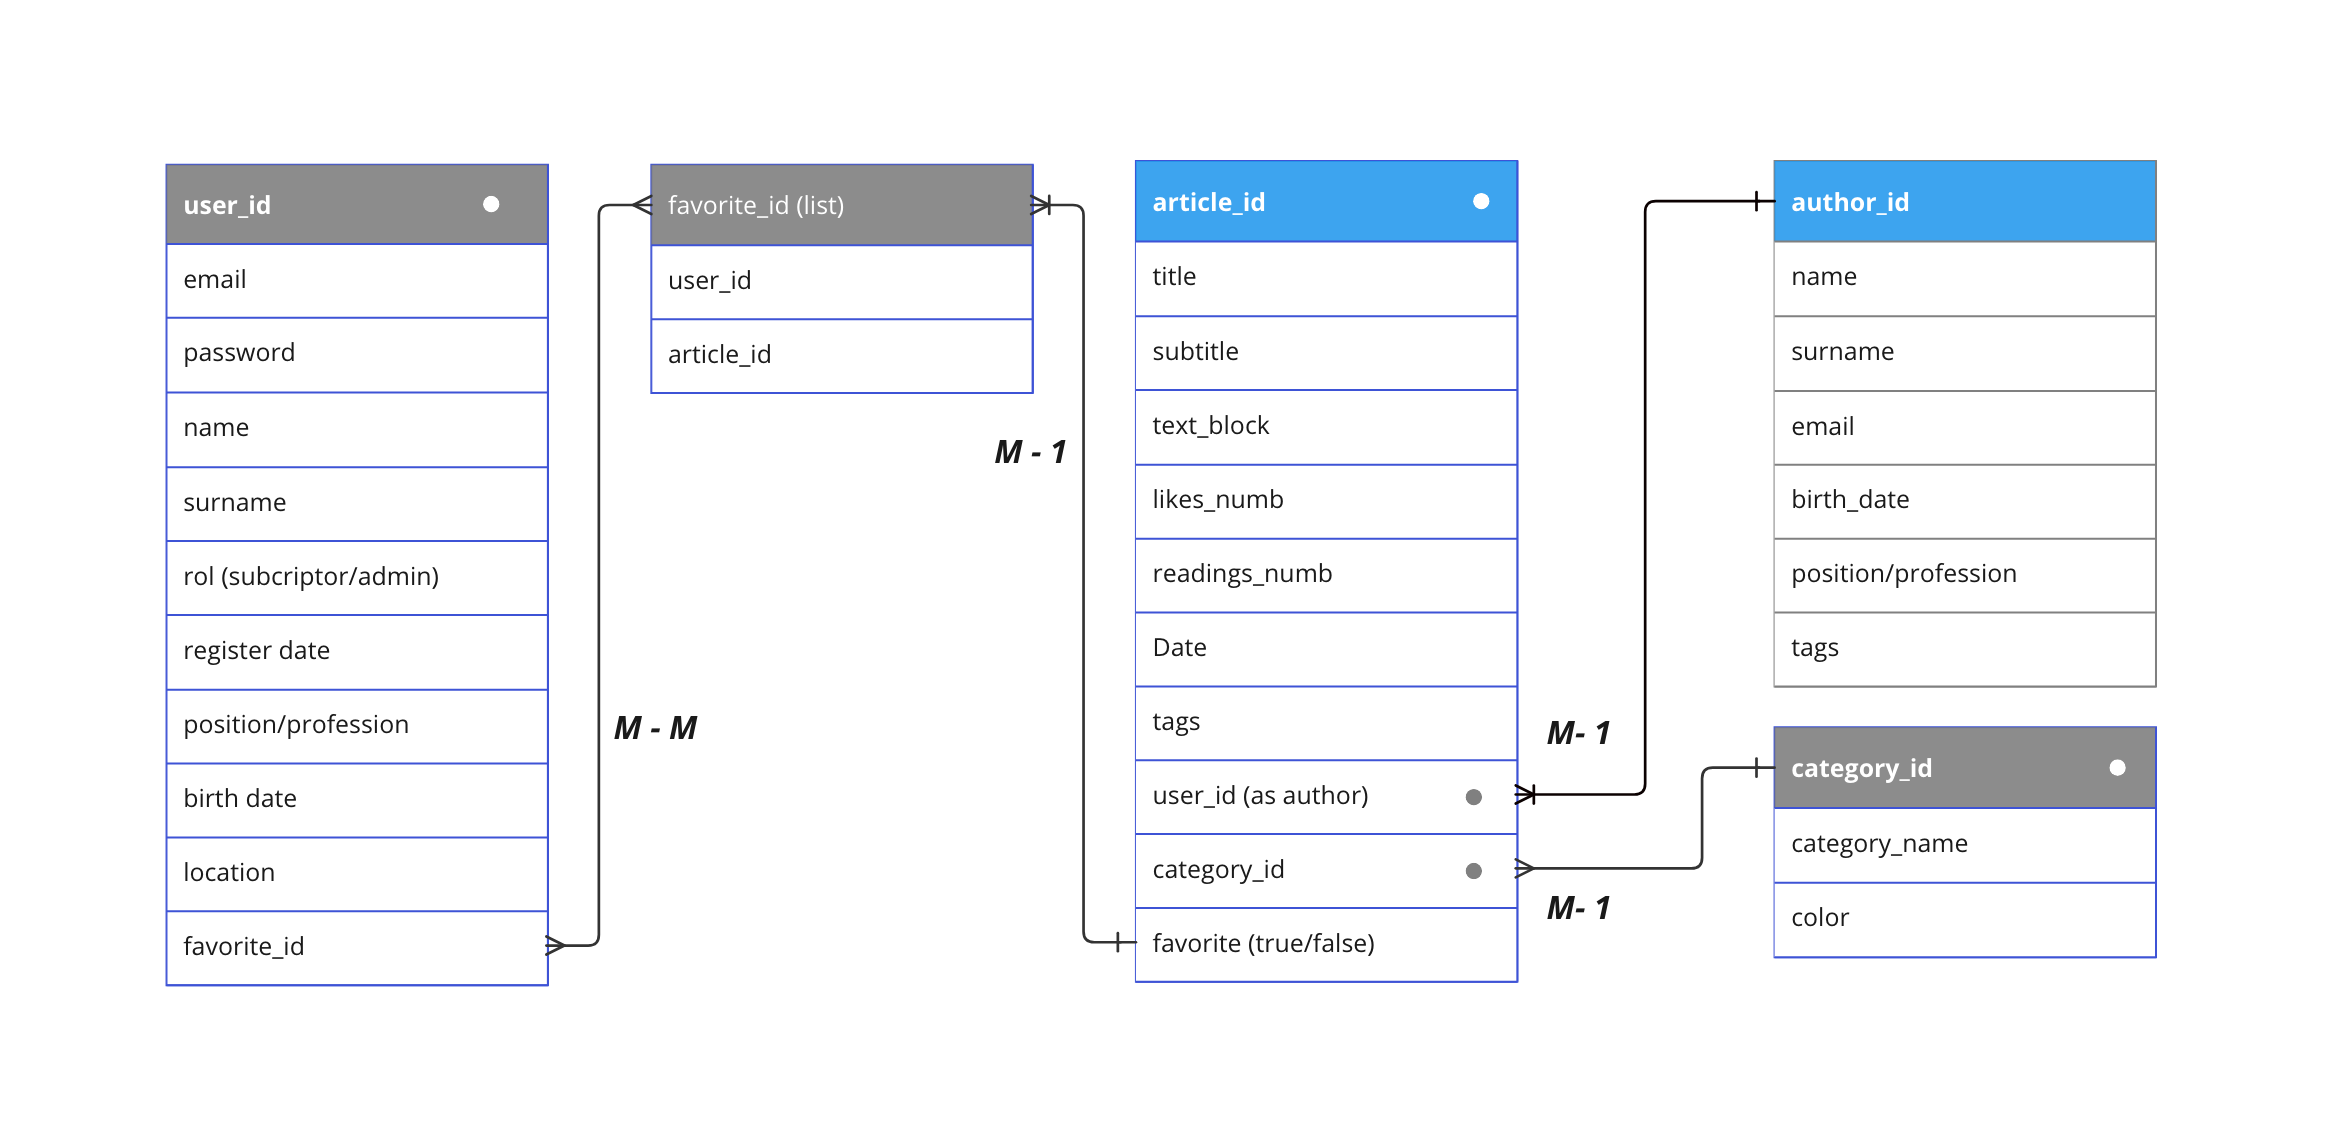 user_id
email
password
name
surname
rol (subcriptor/admin)
register date
position/profession
birth date
location
favorite_id
M - M
favorite_id (list)
user_id
article_id
M - 1
article_id
title
subtitle
text_block
likes_numb
readings_numb
Date
tags
user_id (as author)
category_id
favorite (true/false)
M- 1
M- 1
author_id
name
surname
email
birth_date
position/profession
tags
category_id
category_name
color